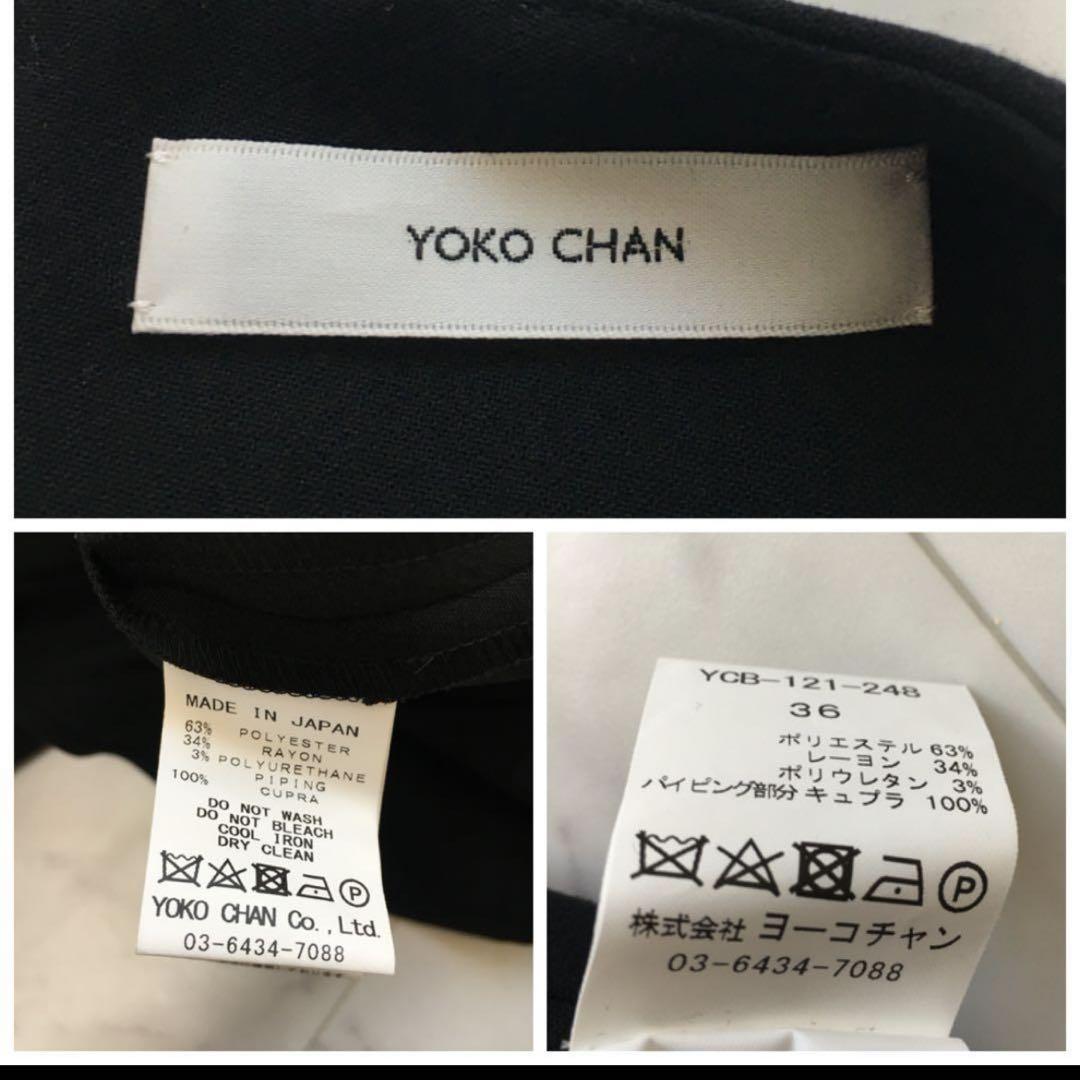 YOKO CHAN
MADE IN JAPAN
63% POLYESTER
34% RAYON
3% POLYURETHANE
PIPING
100% CUPRA
DO NOT WASH
DO NOT BLEACH
COOL IRON
DRY CLEAN
P
YOKO CHAN Co., Ltd.
03-6434-7088
YCB-121-248
36
ポリエステル 63%
レーヨン 34%
ポリウレタン 3%
パイピング部分 キュプラ 100%
P
株式会社 ヨーコチャン
03-6434-7088